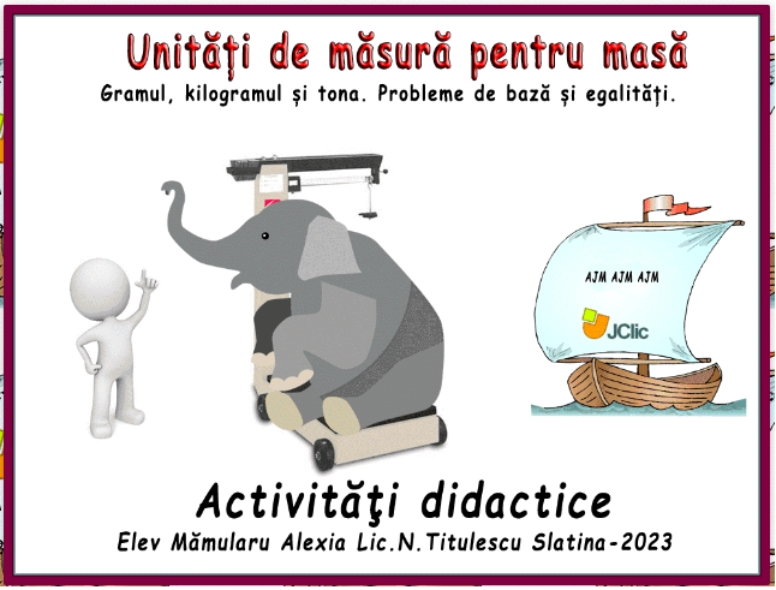 Unități de măsură pentru masă
Gramul, kilogramul și tona. Probleme de bază și egalități.
AJM AJM AJM
JClic
Activităţi didactice
Elev Mămularu Alexia Lic.N.Titulescu Slatina-2023